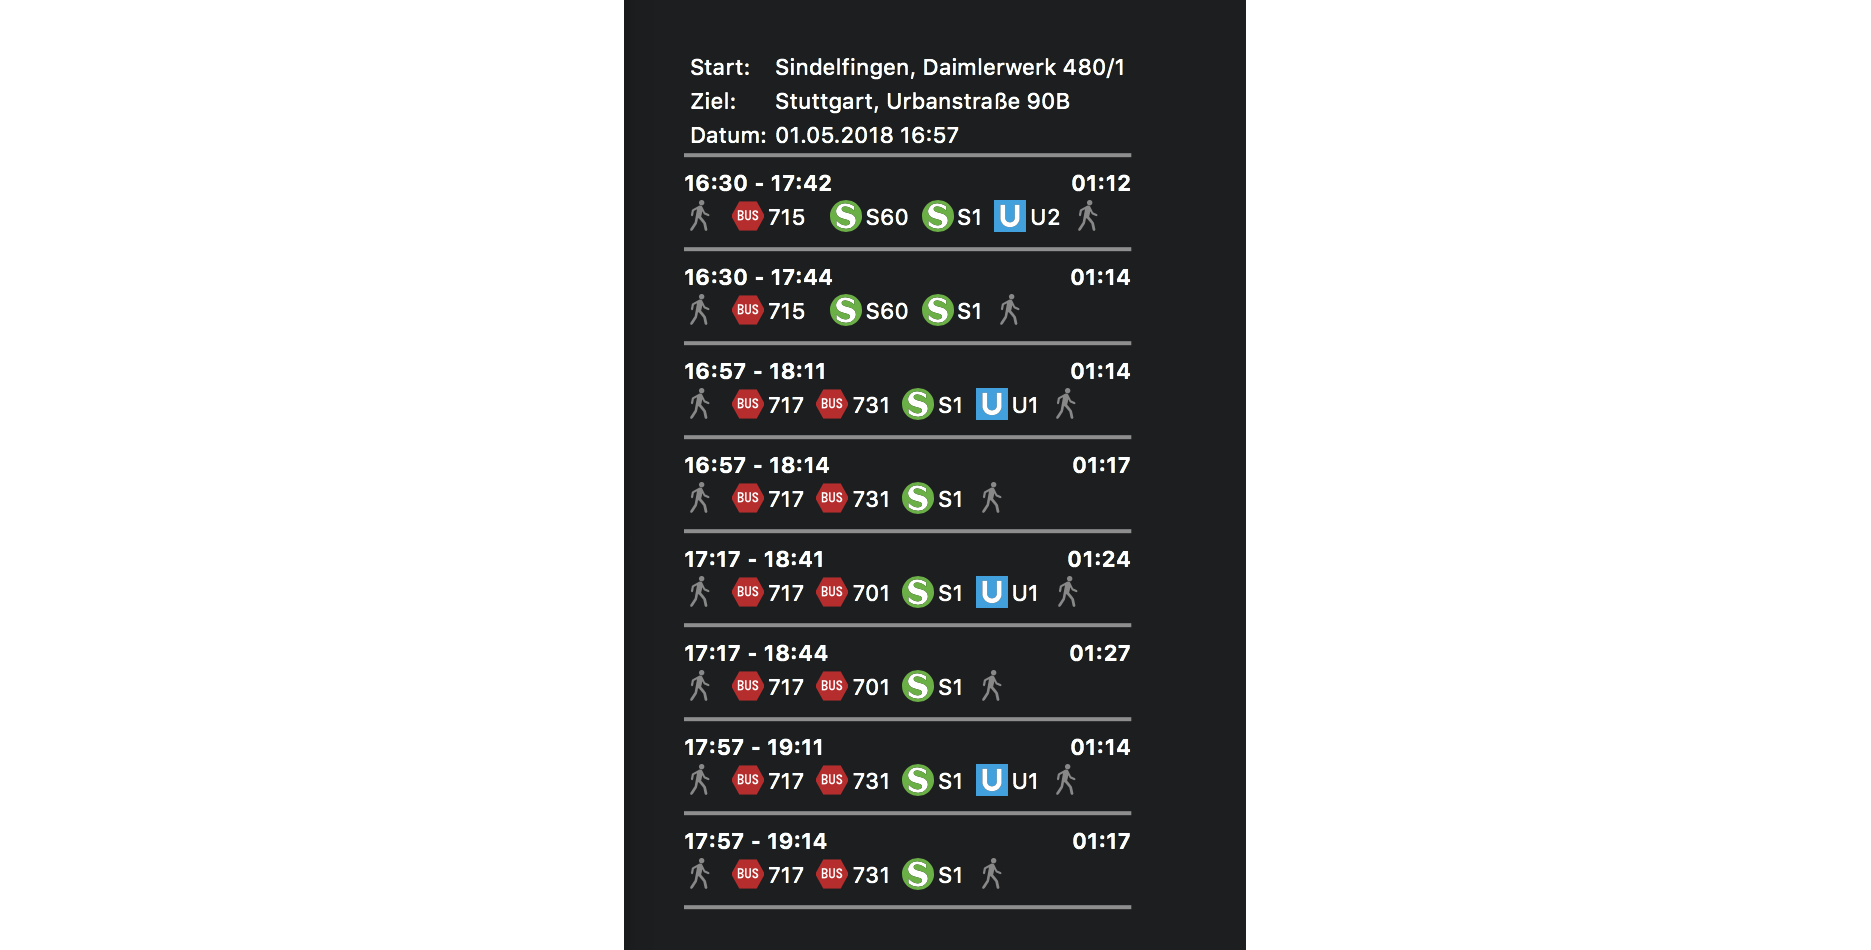 Start: Sindelfingen, Daimlerwerk 480/1
Ziel: Stuttgart, Urbanstraße 90B
Datum: 01.05.2018 16:57
16:30 - 17:42 01:12
BUS 715 S S60 S S1 U U2
16:30 - 17:44 01:14
BUS 715 S S60 S S1
16:57 - 18:11 01:14
BUS 717 BUS 731 S S1 U U1
16:57 - 18:14 01:17
BUS 717 BUS 731 S S1
17:17 - 18:41 01:24
BUS 717 BUS 701 S S1 U U1
17:17 - 18:44 01:27
BUS 717 BUS 701 S S1
17:57 - 19:11 01:14
BUS 717 BUS 731 S S1 U U1
17:57 - 19:14 01:17
BUS 717 BUS 731 S S1